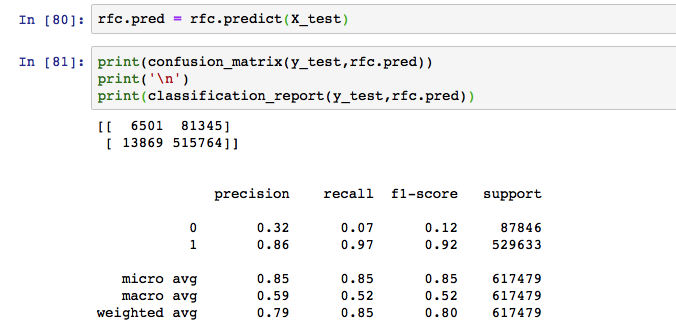 In [80]: rfc.pred = rfc.predict(X_test)
In [81]: print(confusion_matrix(y_test,rfc.pred))
print('\n')
print(classification_report(y_test,rfc.pred))
[[  6501  81345]
 [ 13869 515764]]
precision recall f1-score support
0 0.32 0.07 0.12 87846
1 0.86 0.97 0.92 529633
micro avg 0.85 0.85 0.85 617479
macro avg 0.59 0.52 0.52 617479
weighted avg 0.79 0.85 0.80 617479